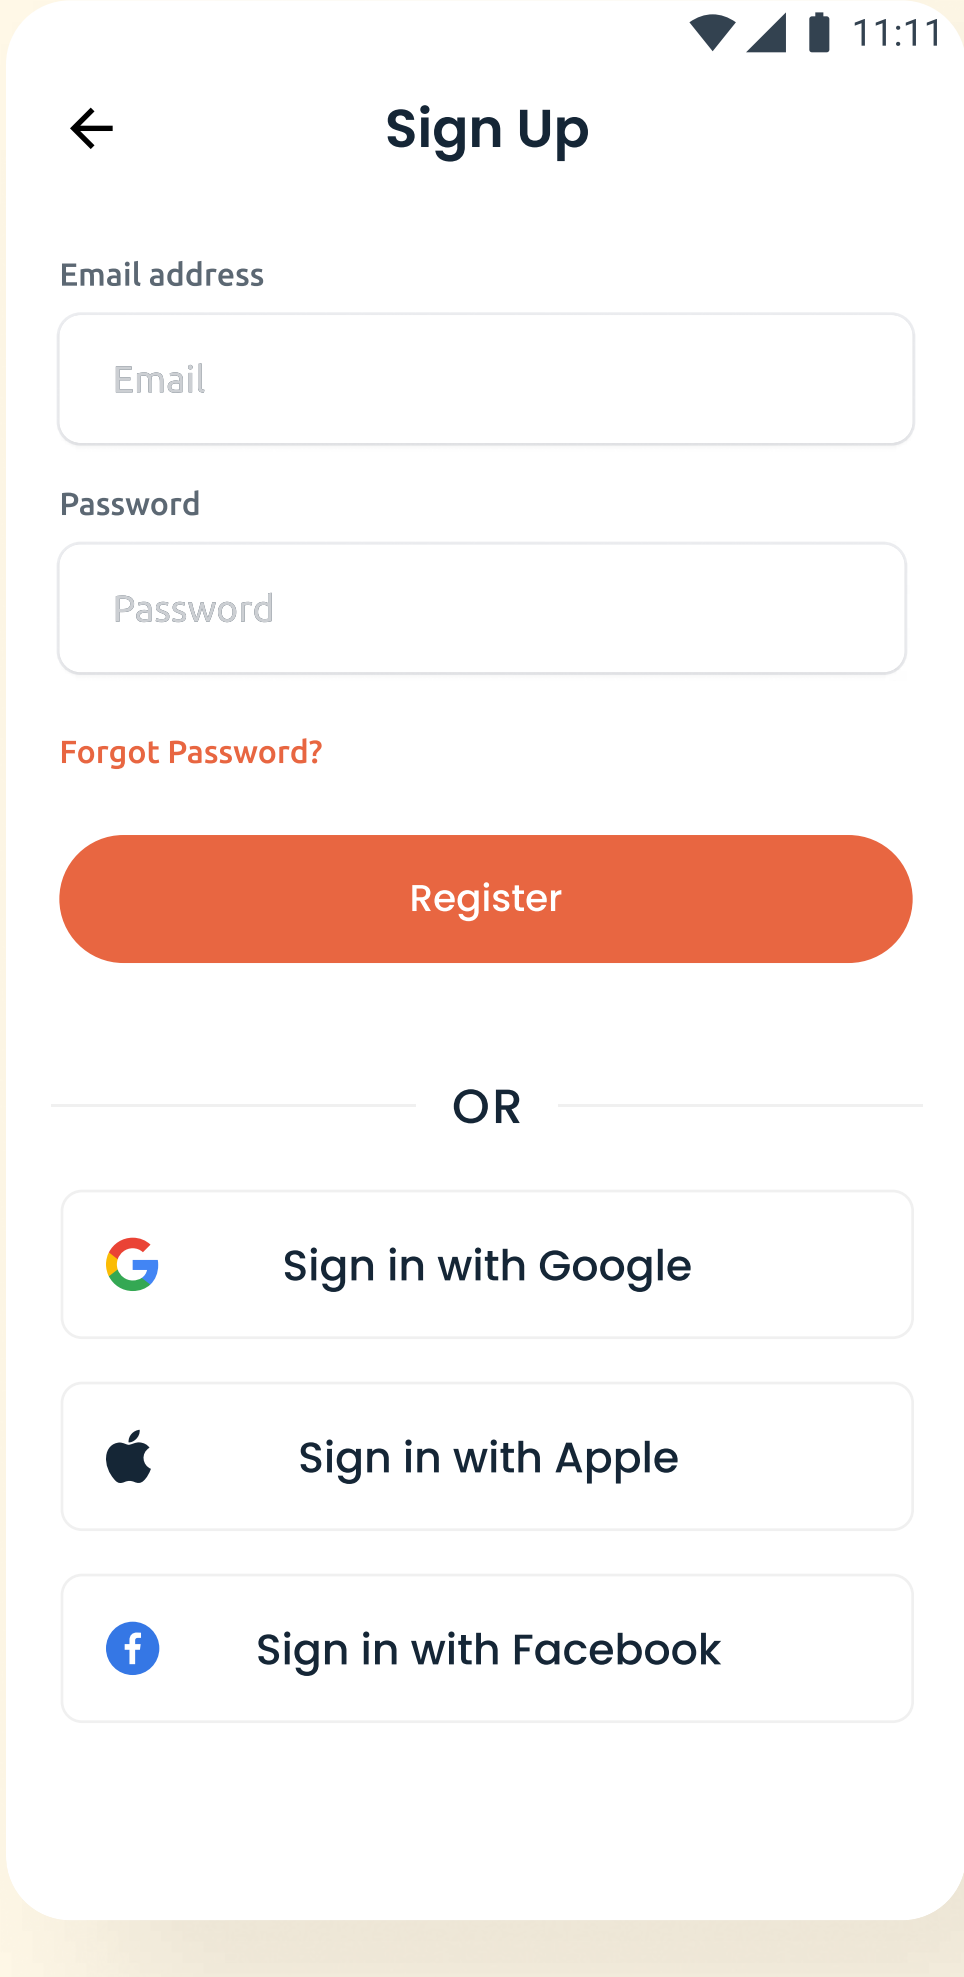 11:11
Sign Up
Email address
Email
Password
Password
Forgot Password?
Register
OR
Sign in with Google
Sign in with Apple
Sign in with Facebook